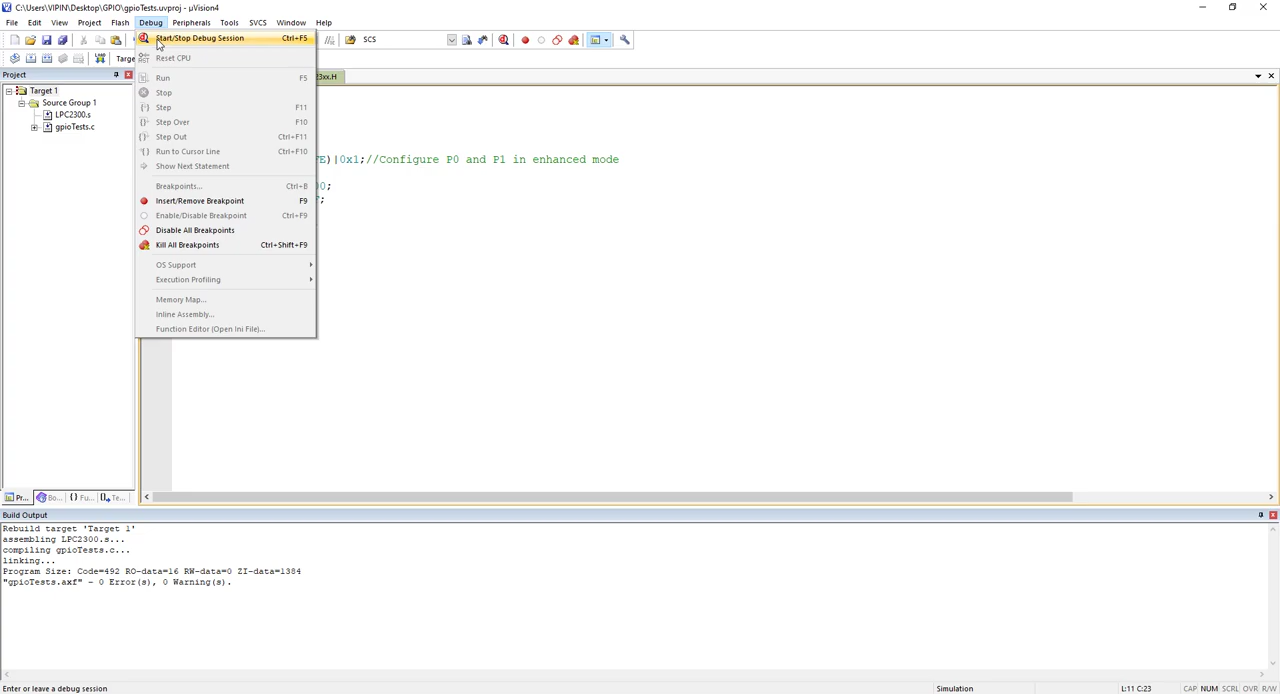 C:\Users\VIPIN\Desktop\GPIO\gpioTests.uvproj - µVision4
File Edit View Project Flash Debug Peripherals Tools SVCS Window Help
SCS
Project
Target 1
Source Group 1
LPC2300.s
gpioTests.c
Start/Stop Debug Session Ctrl+F5
Reset CPU
Run F5
Stop
Step F11
Step Over F10
Step Out Ctrl+F11
Run to Cursor Line Ctrl+F10
Show Next Statement
Breakpoints... Ctrl+B
Insert/Remove Breakpoint F9
Enable/Disable Breakpoint Ctrl+F9
Disable All Breakpoints
Kill All Breakpoints Ctrl+Shift+F9
OS Support
Execution Profiling
Memory Map...
Inline Assembly...
Function Editor (Open Ini File)...
23xx.H
FE)|0x1;//Configure P0 and P1 in enhanced mode
Pr... Bo... {} Fu... Te...
Build Output
Rebuild target 'Target 1'
assembling LPC2300.s...
compiling gpioTests.c...
linking...
Program Size: Code=492 RO-data=16 RW-data=0 ZI-data=1384
"gpioTests.axf" - 0 Error(s), 0 Warning(s).
Enter or leave a debug session Simulation L:11 C:23 CAP NUM SCRL OVR R/W